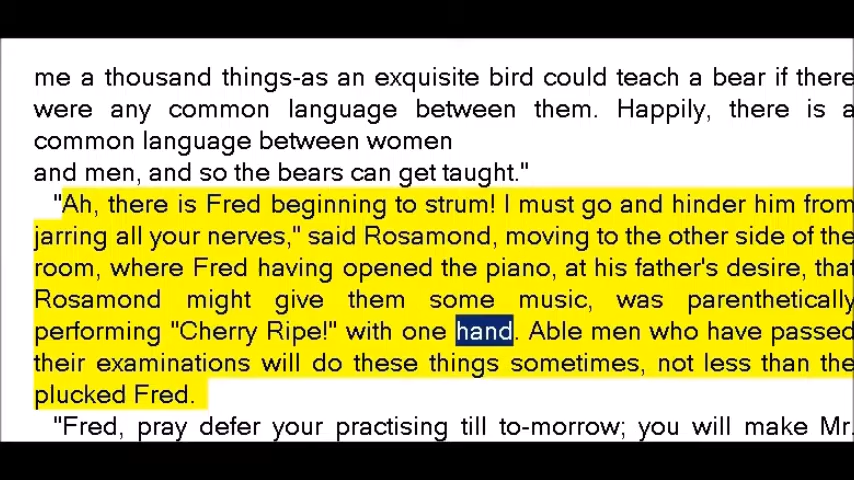 me a thousand things-as an exquisite bird could teach a bear if there
were any common language between them. Happily, there is a
common language between women
and men, and so the bears can get taught."
"Ah, there is Fred beginning to strum! I must go and hinder him from
jarring all your nerves," said Rosamond, moving to the other side of the
room, where Fred having opened the piano, at his father's desire, that
Rosamond might give them some music, was parenthetically
performing "Cherry Ripe!" with one hand. Able men who have passed
their examinations will do these things sometimes, not less than the
plucked Fred.
"Fred, pray defer your practising till to-morrow; you will make Mr.